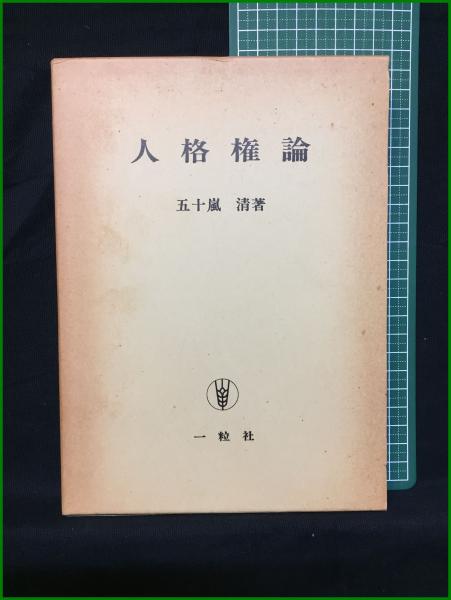 人格権論
五十嵐 清著
一粒社